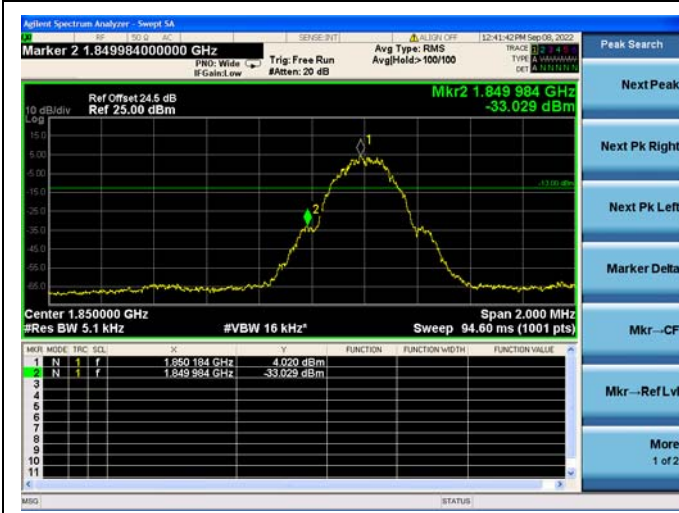 Agilent Spectrum Analyzer - Swept SA
RF 50 Ω AC SENSE:INT ALIGN OFF 12:41:42 PM Sep 08, 2022
Marker 2 1.849984000000 GHz
PNO: Wide
IFGain:Low
Trig: Free Run
#Atten: 20 dB
Avg Type: RMS
Avg|Hold:>100/100
TRACE 1 2 3 4 5 6
TYPE A WWWWW
DET A N N N N N
Peak Search
Next Peak
Next Pk Right
Next Pk Left
Marker Delta
Mkr→CF
Mkr→Ref Lvl
More
1 of 2
Mkr2 1.849 984 GHz
-33.029 dBm
Ref Offset 24.5 dB
10 dB/div Ref 25.00 dBm
Log
15.0
5.00
-5.00
-15.0
-25.0
-35.0
-45.0
-55.0
-65.0
1
2
-13.00 dBm
Center 1.850000 GHz Span 2.000 MHz
#Res BW 5.1 kHz #VBW 16 kHz* Sweep 94.60 ms (1001 pts)
MKR MODE TRC SCL X Y FUNCTION FUNCTION WIDTH FUNCTION VALUE
1 N 1 f 1.850 184 GHz 4.020 dBm
2 N 1 f 1.849 984 GHz -33.029 dBm
3
4
5
6
7
8
9
10
11
MSG STATUS